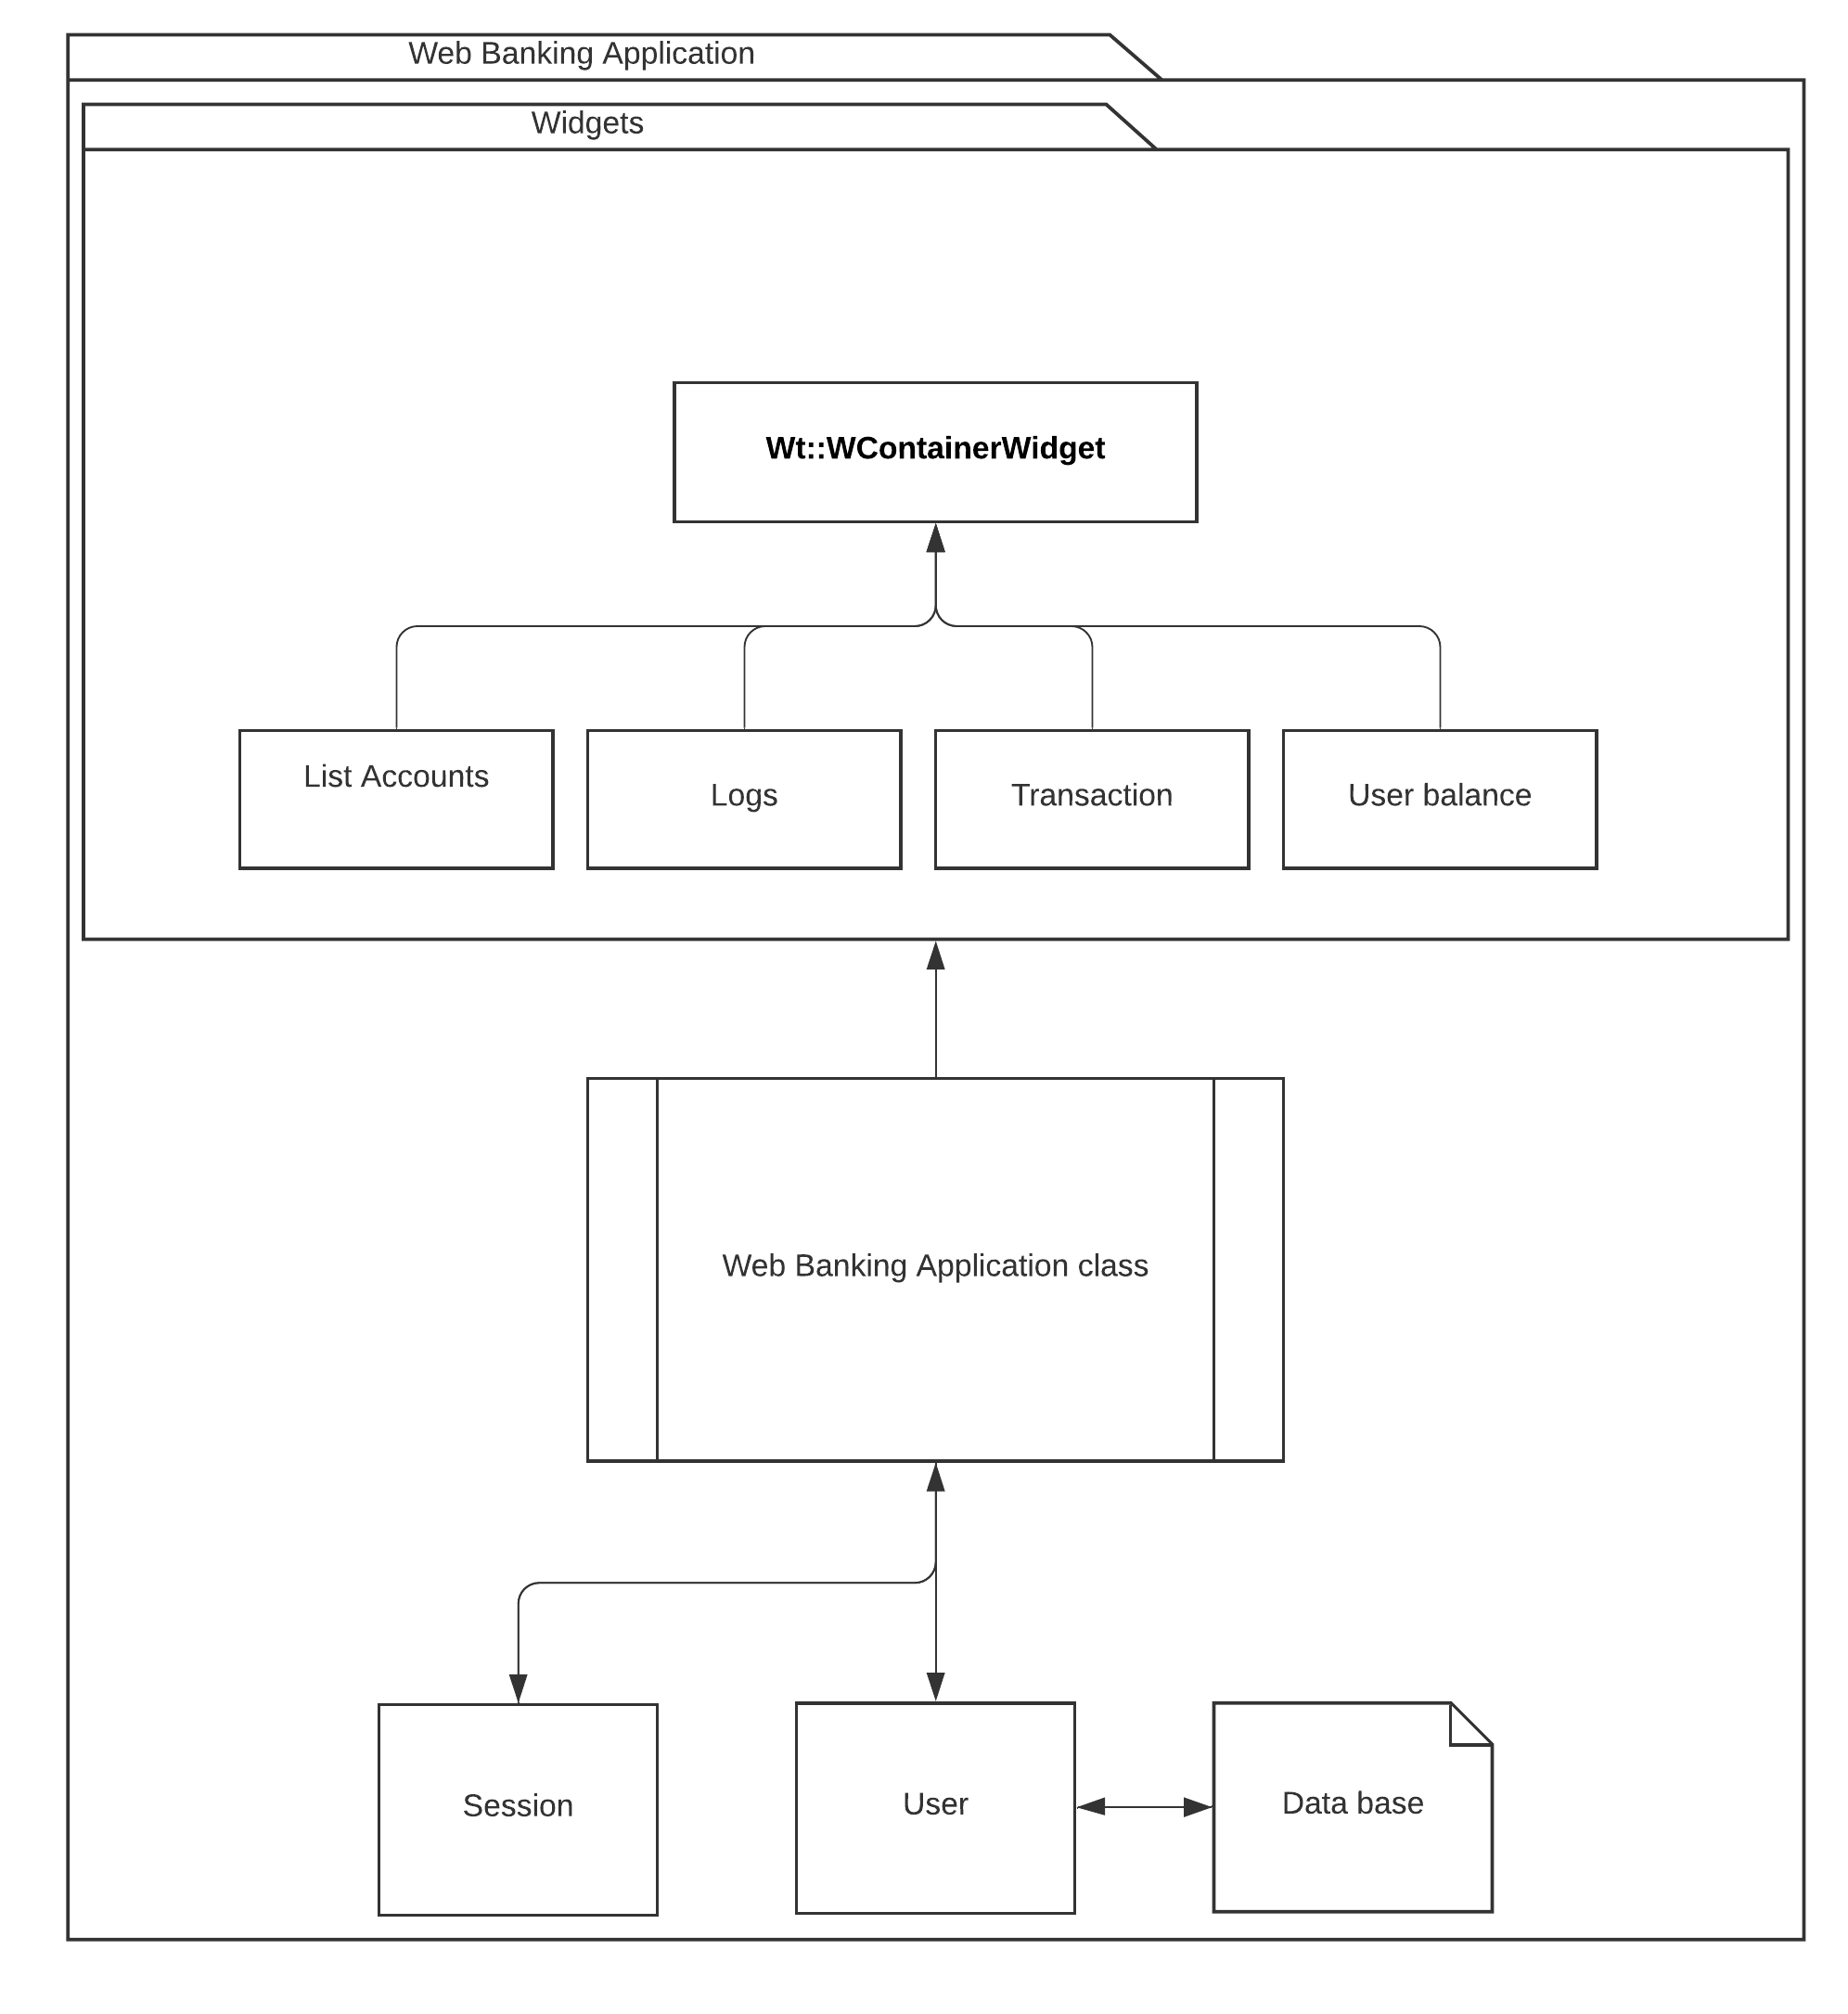 Web Banking Application
Widgets
Wt::WContainerWidget
List Accounts
Logs
Transaction
User balance
Web Banking Application class
Session
User
Data base